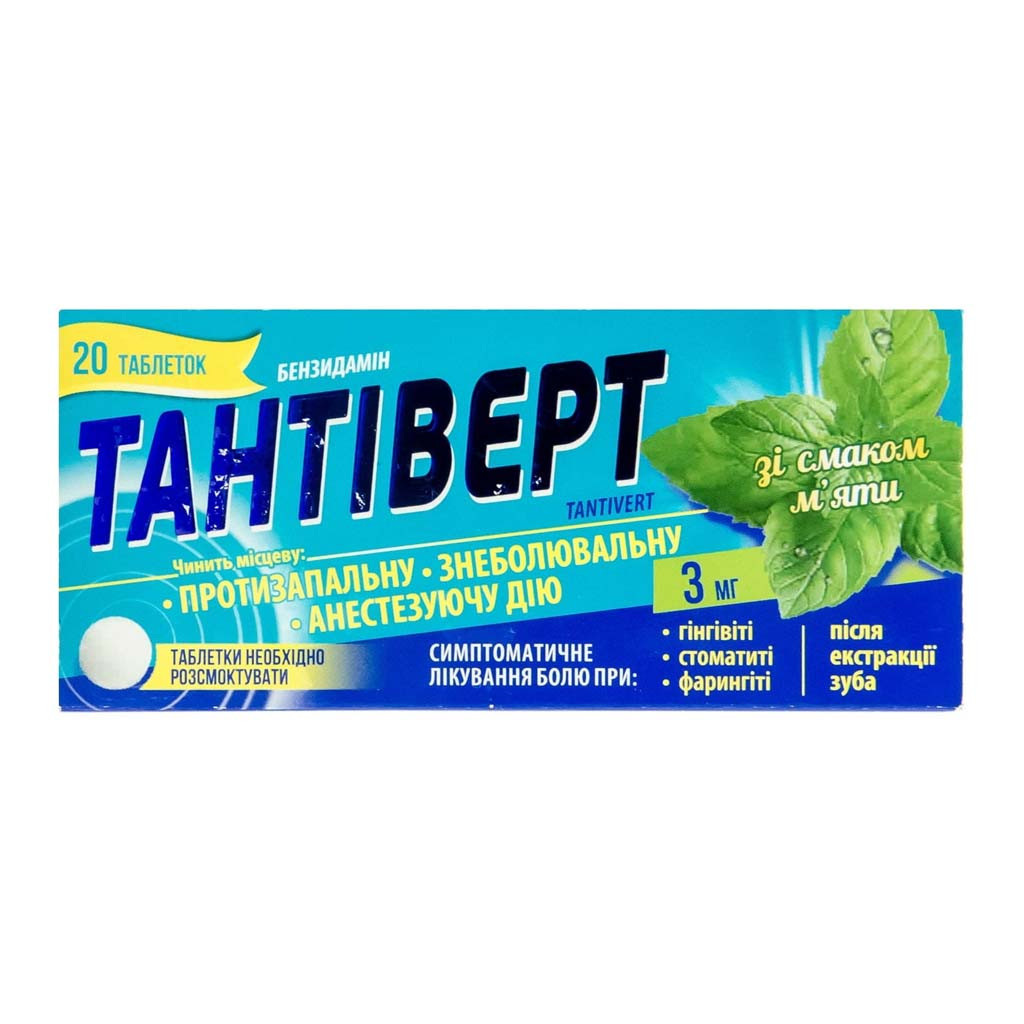 20 ТАБЛЕТОК
БЕНЗИДАМІН
ТАНТІВЕРТ
TANTIVERT
зі смаком
м'яти
Чинить місцеву:
• ПРОТИЗАПАЛЬНУ • ЗНЕБОЛЮВАЛЬНУ
• АНЕСТЕЗУЮЧУ ДІЮ
3 мг
ТАБЛЕТКИ НЕОБХІДНО
РОЗСМОКТУВАТИ
СИМПТОМАТИЧНЕ
ЛІКУВАННЯ БОЛЮ ПРИ:
• гінгівіті
• стоматиті
• фарингіті
після
екстракції
зуба